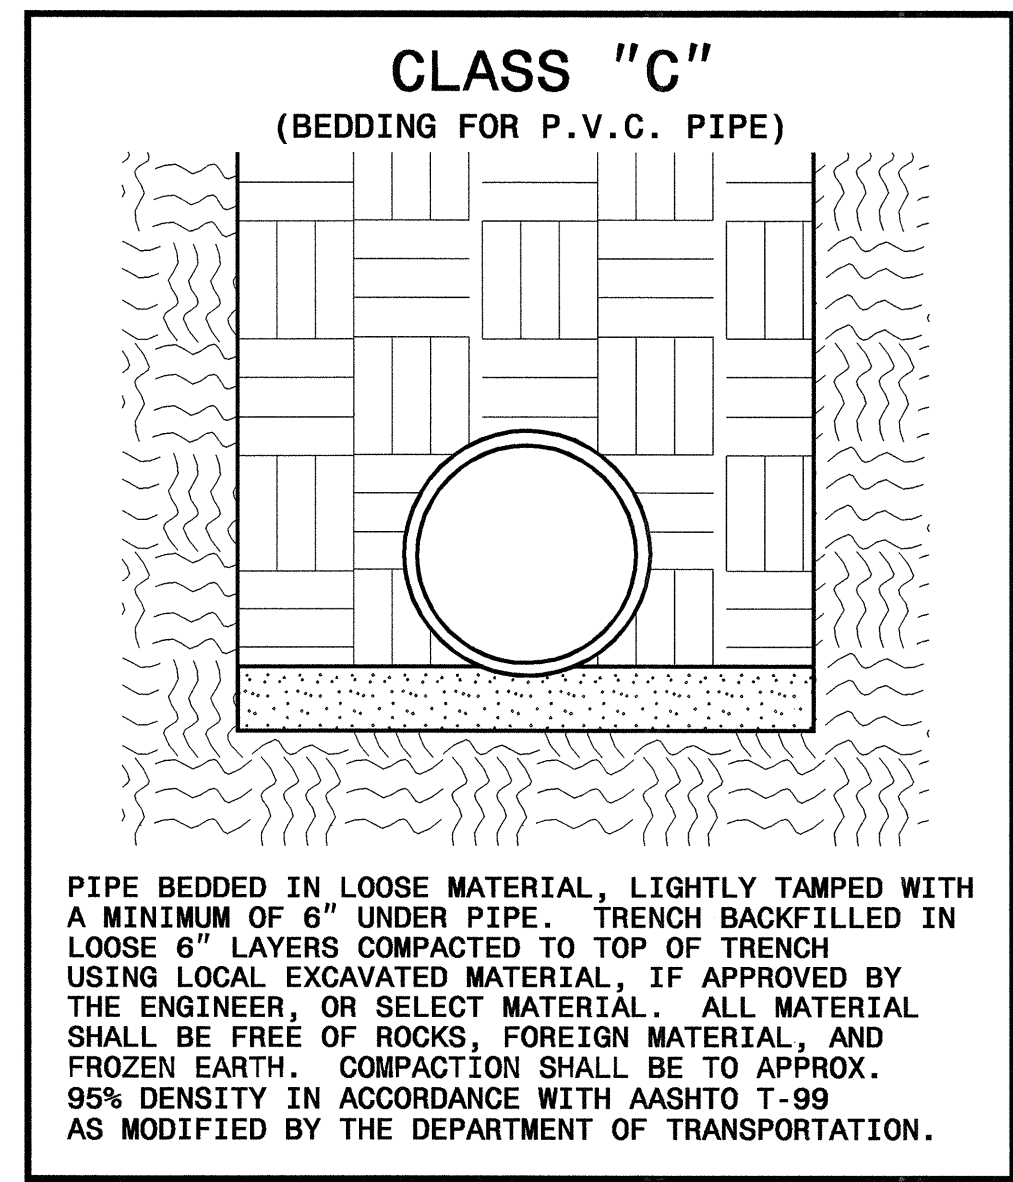 CLASS "C"
(BEDDING FOR P.V.C. PIPE)
PIPE BEDDED IN LOOSE MATERIAL, LIGHTLY TAMPED WITH
A MINIMUM OF 6" UNDER PIPE.  TRENCH BACKFILLED IN
LOOSE 6" LAYERS COMPACTED TO TOP OF TRENCH
USING LOCAL EXCAVATED MATERIAL, IF APPROVED BY
THE ENGINEER, OR SELECT MATERIAL.  ALL MATERIAL
SHALL BE FREE OF ROCKS, FOREIGN MATERIAL, AND
FROZEN EARTH.  COMPACTION SHALL BE TO APPROX.
95% DENSITY IN ACCORDANCE WITH AASHTO T-99
AS MODIFIED BY THE DEPARTMENT OF TRANSPORTATION.